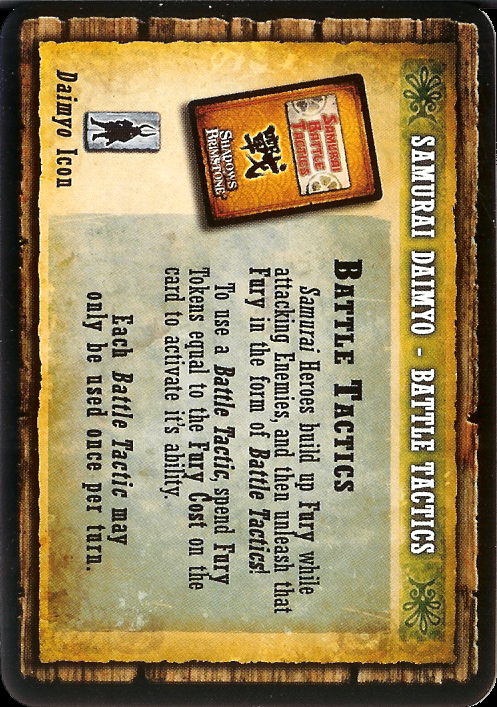 SAMURAI DAIMYO - BATTLE TACTICS
SAMURAI
BATTLE
TACTICS
戦
SHADOWS
OF
BRIMSTONE
Daimyo Icon
BATTLE TACTICS
Samurai Heroes build up Fury while
attacking Enemies, and then unleash that
Fury in the form of Battle Tactics!
To use a Battle Tactic, spend Fury
Tokens equal to the Fury Cost on the
card to activate it's ability.
Each Battle Tactic may
only be used once per turn.